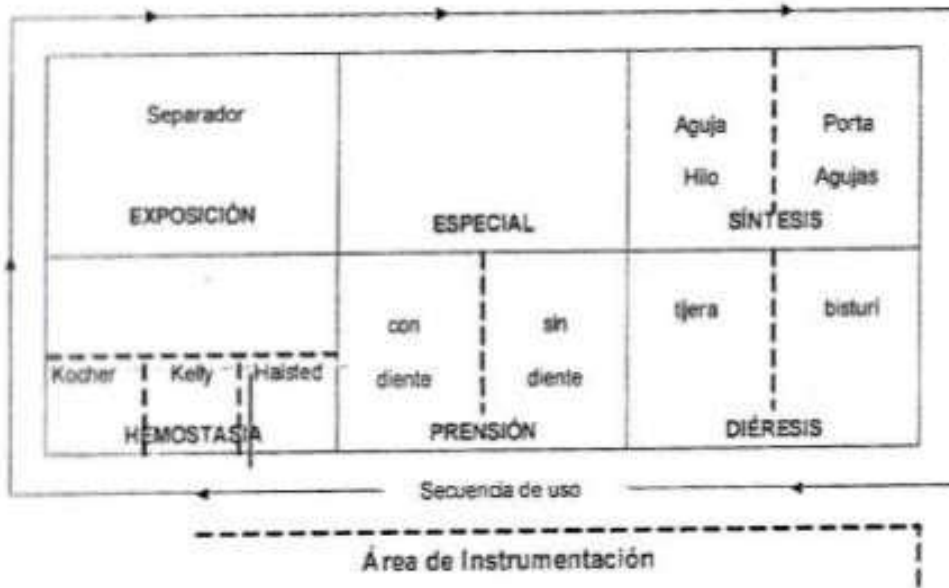 Separador
EXPOSICIÓN
ESPECIAL
Aguja
Hilo
Porta
Agujas
SÍNTESIS
Kocher
Kelly
Halsted
HEMOSTASIA
con
diente
sin
diente
PRENSIÓN
tijera
bisturí
DIÉRESIS
Secuencia de uso
Área de Instrumentación